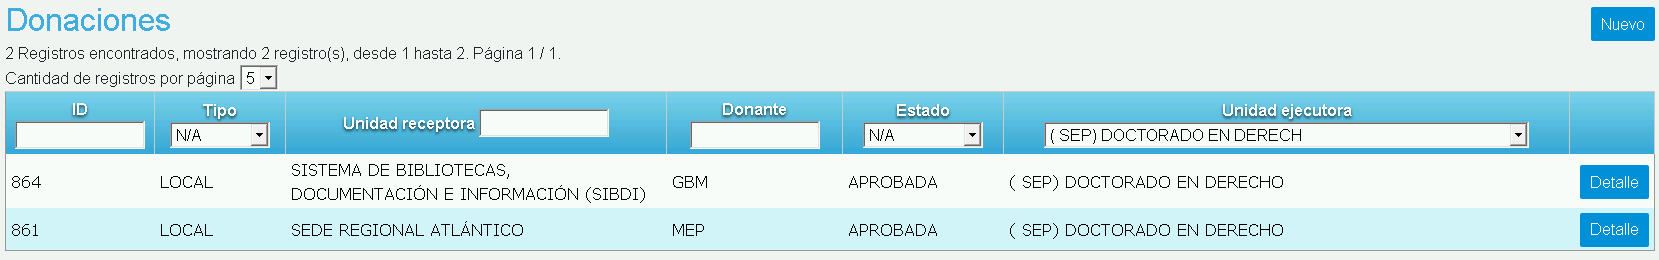 Donaciones
Nuevo
2 Registros encontrados, mostrando 2 registro(s), desde 1 hasta 2. Página 1 / 1.
Cantidad de registros por página 5
ID Tipo Unidad receptora Donante Estado Unidad ejecutora
N/A N/A ( SEP) DOCTORADO EN DERECH
864 LOCAL SISTEMA DE BIBLIOTECAS, DOCUMENTACIÓN E INFORMACIÓN (SIBDI) GBM APROBADA ( SEP) DOCTORADO EN DERECHO Detalle
861 LOCAL SEDE REGIONAL ATLÁNTICO MEP APROBADA ( SEP) DOCTORADO EN DERECHO Detalle